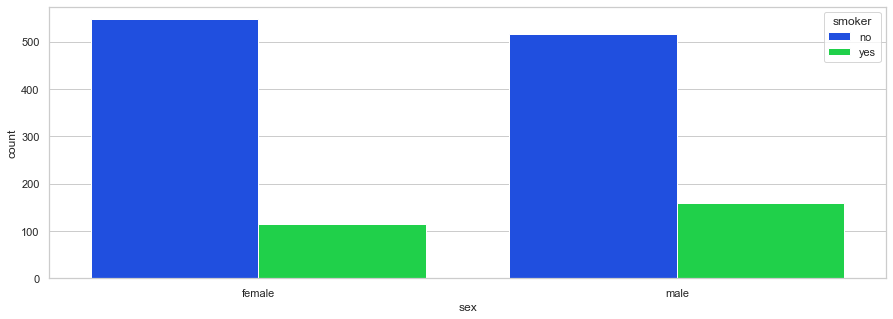 smoker
no
yes
500
400
300
200
100
0
count
female
male
sex